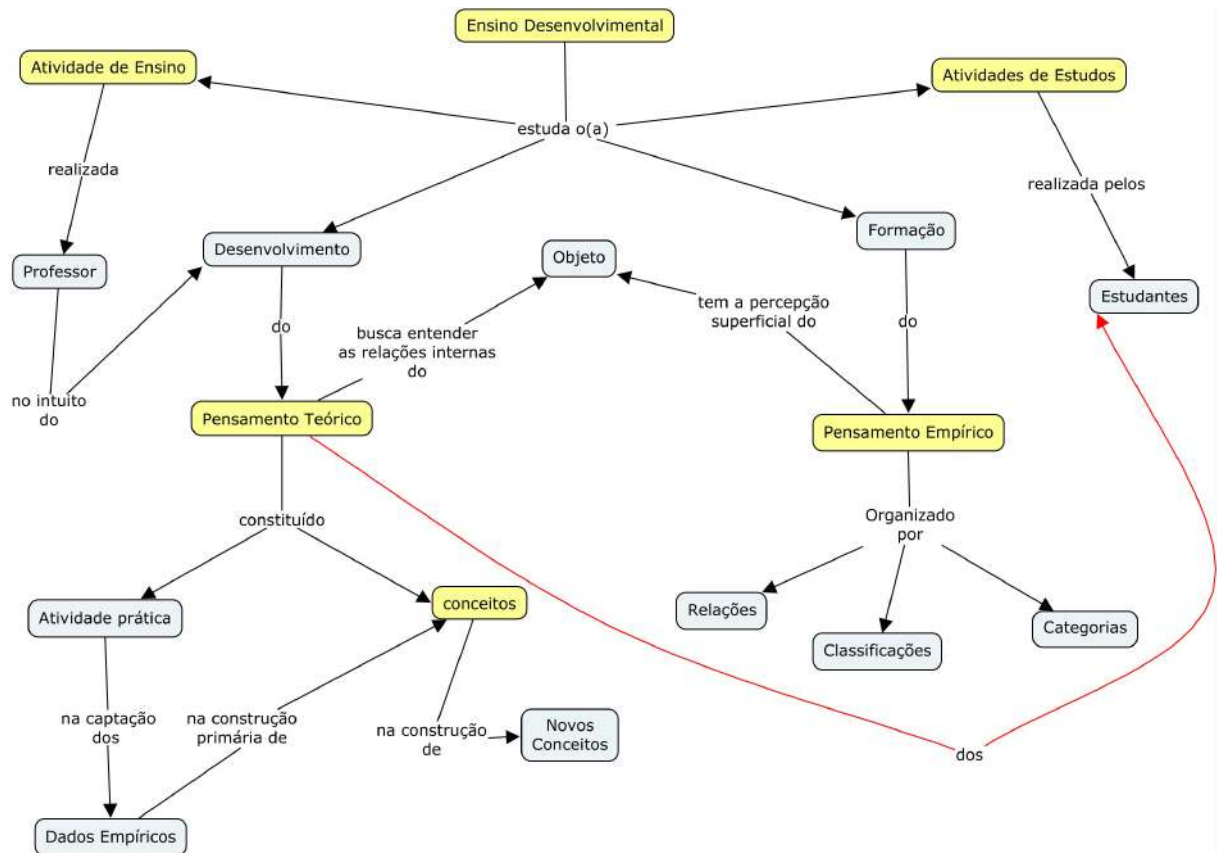 Ensino Desenvolvimental
Atividade de Ensino
Atividades de Estudos
estuda o(a)
realizada
realizada pelos
Formação
Desenvolvimento
Objeto
Professor
Estudantes
tem a percepção
superficial do
do
do
busca entender
as relações internas
do
no intuito
do
Pensamento Teórico
Pensamento Empírico
constituído
Organizado
por
conceitos
Relações
Atividade prática
Categorias
Classificações
na captação
dos
na construção
primária de
na construção
de
Novos
Conceitos
dos
Dados Empíricos